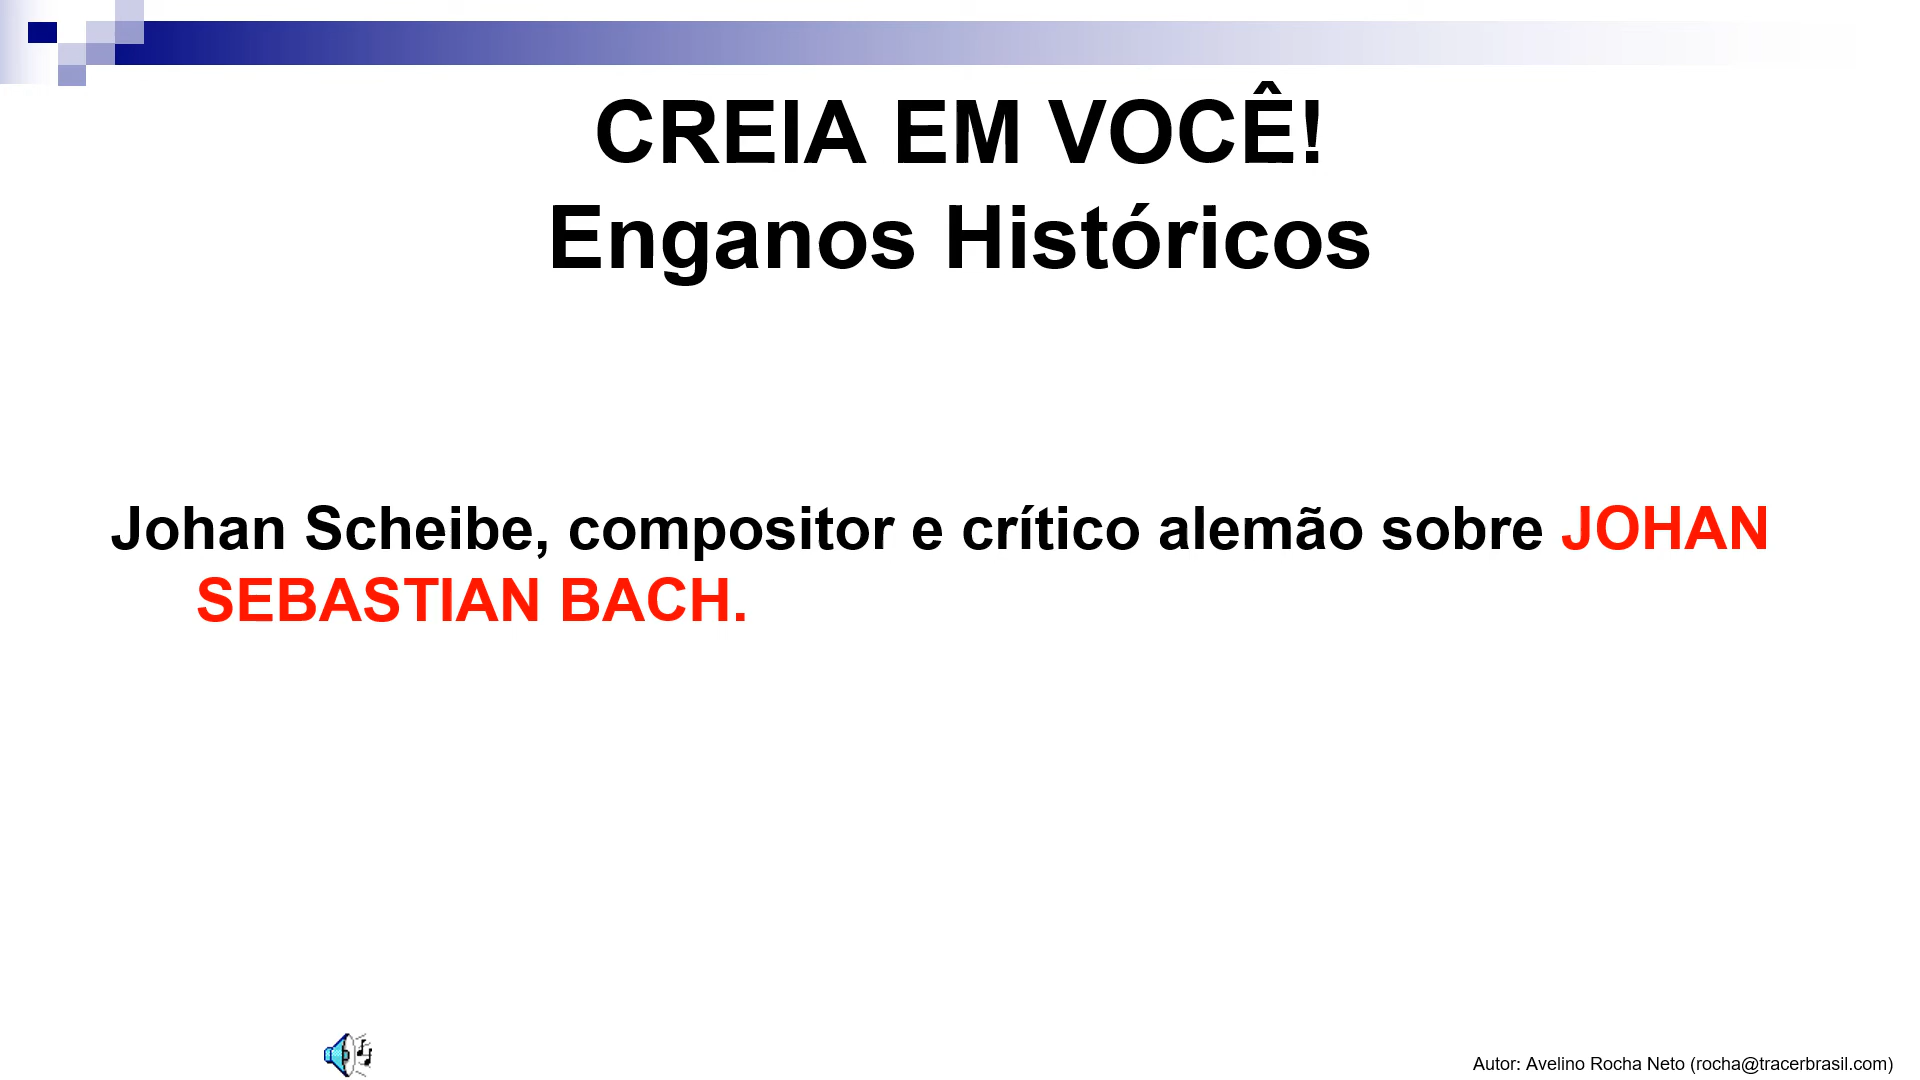 CREIA EM VOCÊ!
Enganos Históricos
Johan Scheibe, compositor e crítico alemão sobre JOHAN
SEBASTIAN BACH.
Autor: Avelino Rocha Neto (rocha@tracerbrasil.com)